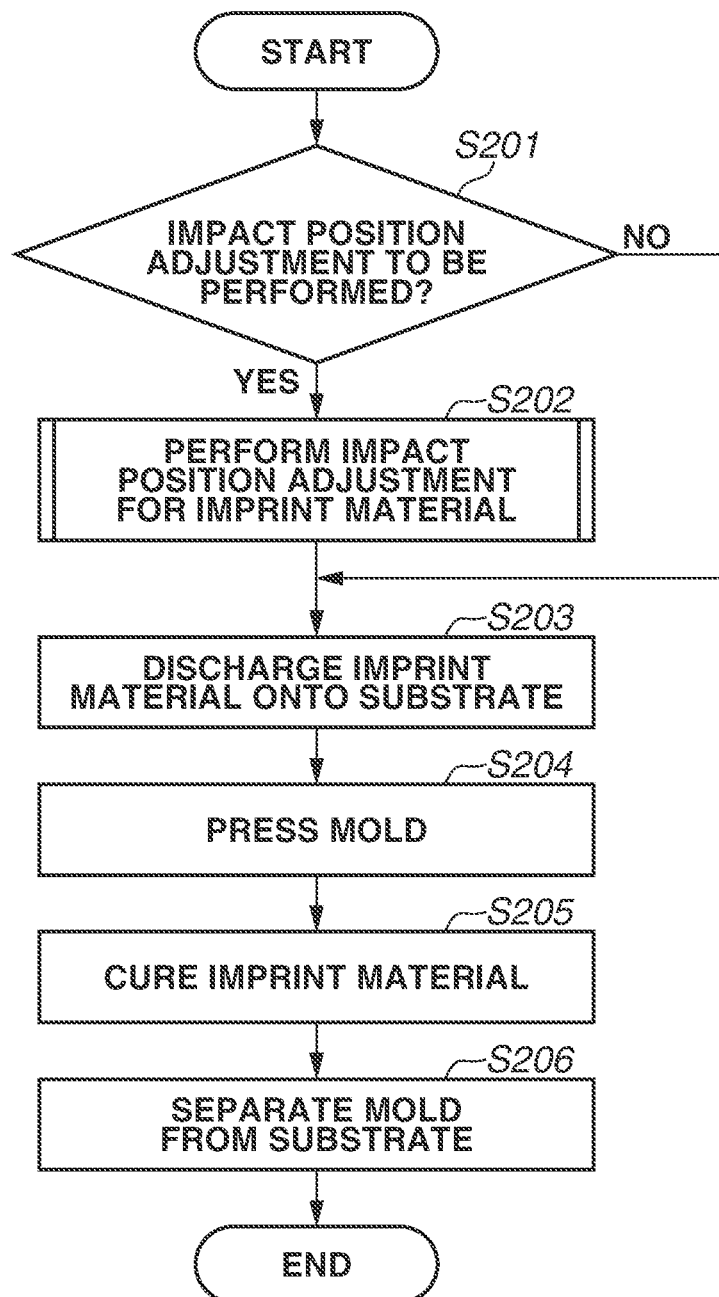 START
S201
IMPACT POSITION
ADJUSTMENT TO BE
PERFORMED?
NO
YES
S202
PERFORM IMPACT
POSITION ADJUSTMENT
FOR IMPRINT MATERIAL
S203
DISCHARGE IMPRINT
MATERIAL ONTO SUBSTRATE
S204
PRESS MOLD
S205
CURE IMPRINT MATERIAL
S206
SEPARATE MOLD
FROM SUBSTRATE
END